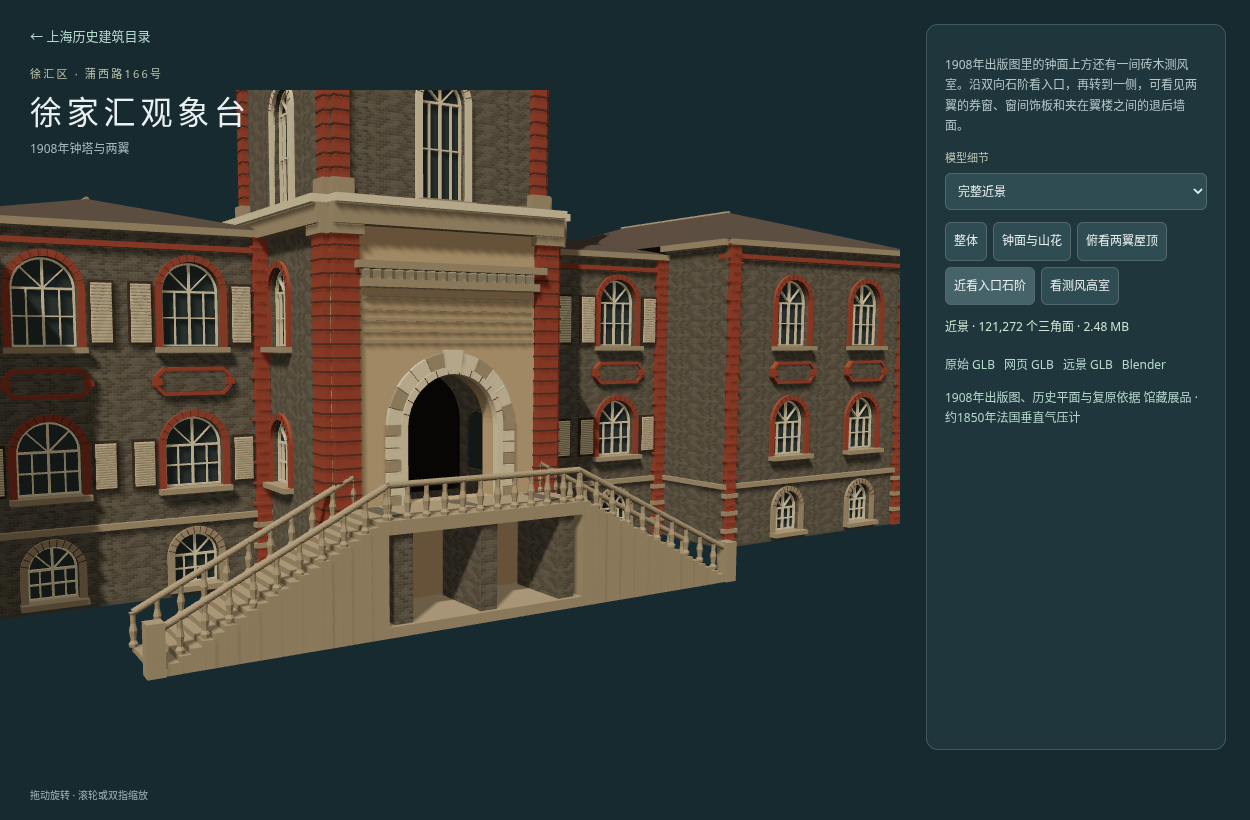 ← 上海历史建筑目录
徐汇区 · 蒲西路166号
徐家汇观象台
1908年钟塔与两翼
1908年出版图里的钟面上方还有一间砖木测风
室。沿双向石阶看入口，再转到一侧，可看见两
翼的券窗、窗间饰板和夹在翼楼之间的退后墙
面。
模型细节
完整近景
整体
钟面与山花
俯看两翼屋顶
近看入口石阶
看测风高室
近景 · 121,272 个三角面 · 2.48 MB
原始 GLB 网页 GLB 远景 GLB Blender
1908年出版图、历史平面与复原依据 馆藏展品 ·
约1850年法国垂直气压计
拖动旋转 · 滚轮或双指缩放